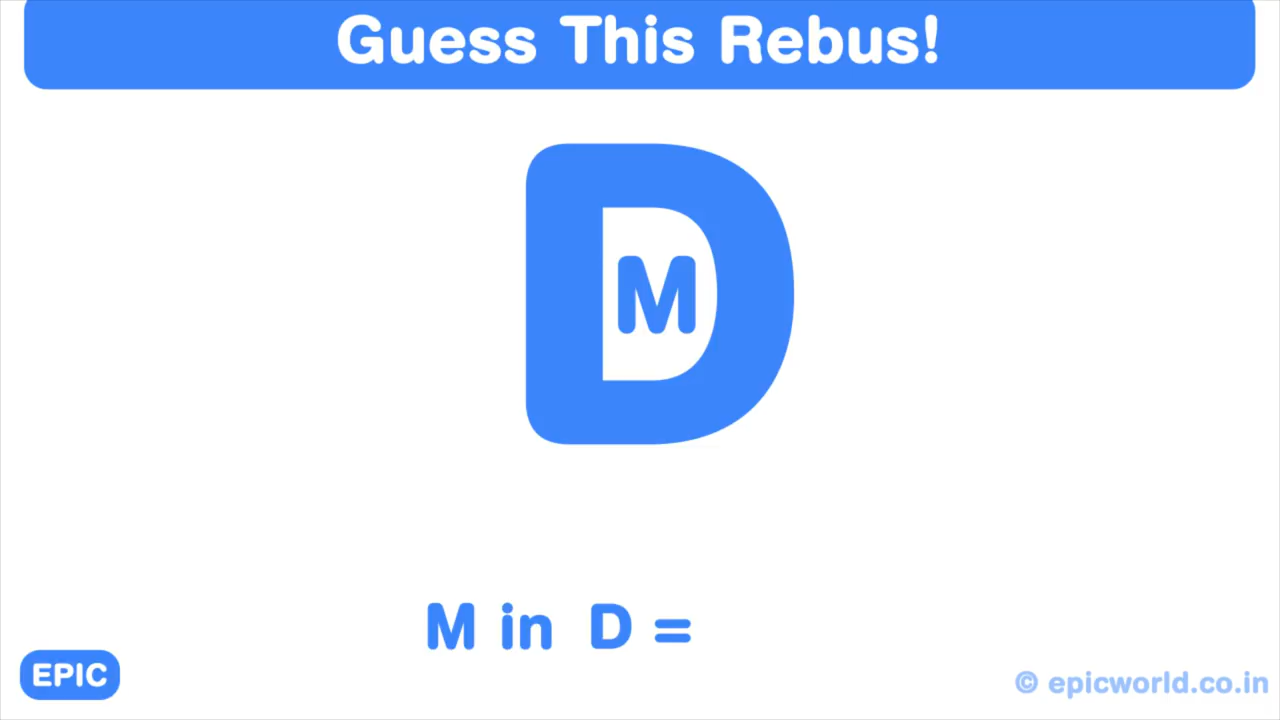 Guess This Rebus!
D
M
M in D =
EPIC
© epicworld.co.in